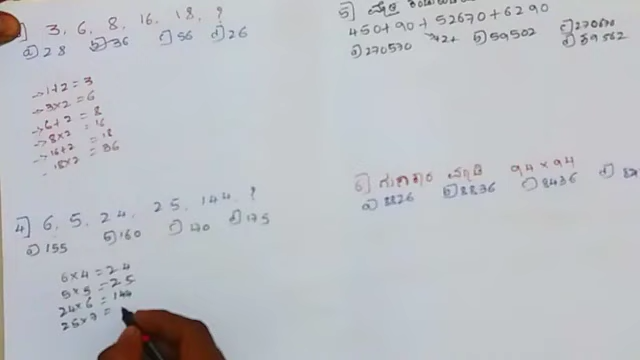 3, 6, 8, 16, 18, ?
a) 28 b) 36 c) 56 d) 26
→ 1+2 = 3
→ 3×2 = 6
→ 6+2 = 8
→ 8×2 = 16
→ 16+2 = 18
18×2 = 36
4] 6, 5, 24, 25, 144, ?
a) 155 b) 160 c) 170 d) 175
6×4 = 24
5×5 = 25
24×6 = 144
25×7 =
5]
450+90+52670+6290
a) 270570 b) 59502 c) 270670
d) 59562
6] ಗುಣಾಕಾರ ಮಾಡಿ 94×94
a) 8826 b) 8836 c) 8436 d)